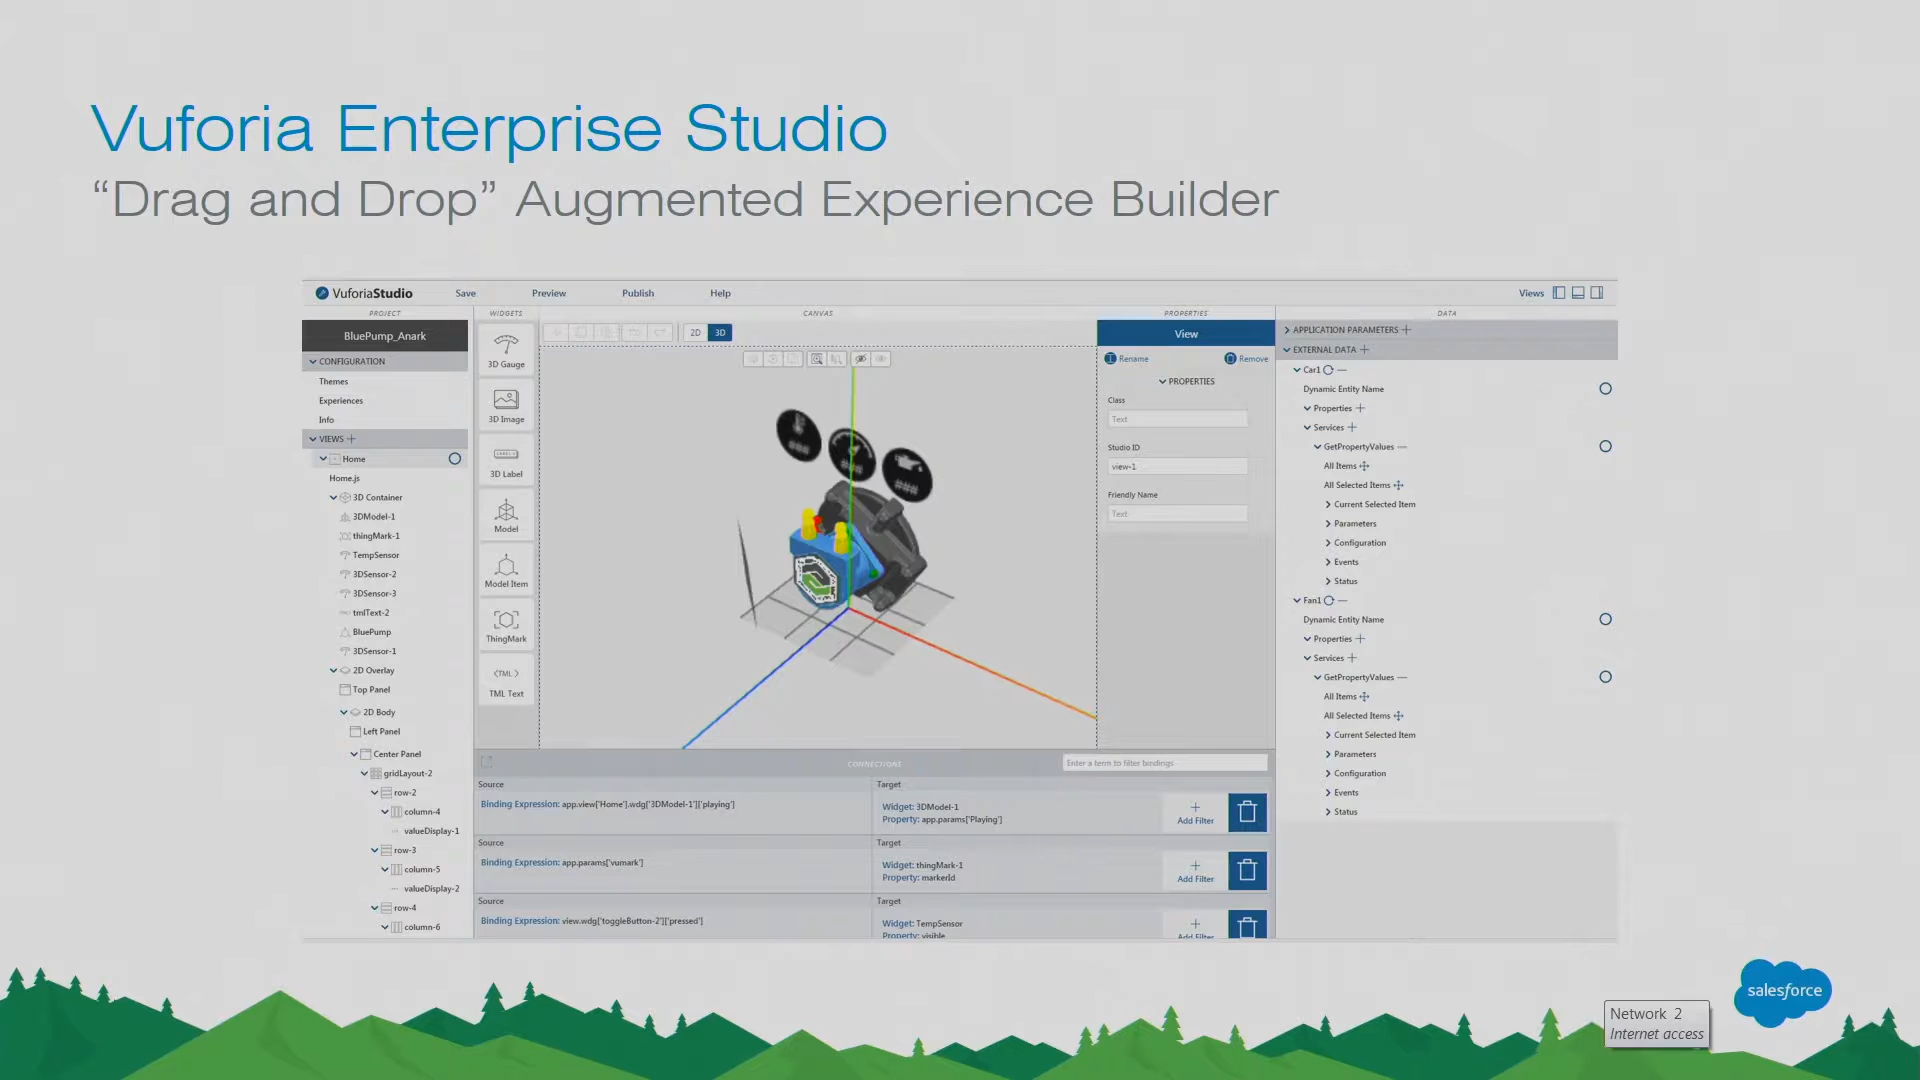 Vuforia Enterprise Studio
“Drag and Drop” Augmented Experience Builder
VuforiaStudio
Save
Preview
Publish
Help
Views
PROJECT
WIDGETS
CANVAS
PROPERTIES
DATA
BluePump_Anark
CONFIGURATION
Themes
Experiences
Info
VIEWS
Home
Home.js
3D Container
3DModel-1
thingMark-1
TempSensor
3DSensor-2
3DSensor-3
tmlText-2
BluePump
3DSensor-1
2D Overlay
Top Panel
2D Body
Left Panel
Center Panel
gridLayout-2
row-2
column-4
valueDisplay-1
row-3
column-5
valueDisplay-2
row-4
column-6
3D Gauge
3D Image
3D Label
Model
Model Item
ThingMark
<TML>
TML Text
2D
3D
###
###
###
View
Rename
Remove
PROPERTIES
Class
Text
Studio ID
view-1
Friendly Name
Text
APPLICATION PARAMETERS
EXTERNAL DATA
Car1
Dynamic Entity Name
Properties
Services
GetPropertyValues
All Items
All Selected Items
Current Selected Item
Parameters
Configuration
Events
Status
Fan1
Dynamic Entity Name
Properties
Services
GetPropertyValues
All Items
All Selected Items
Current Selected Item
Parameters
Configuration
Events
Status
CONNECTIONS
Enter a term to filter bindings
Source
Target
Binding Expression: app.view['Home'].wdg['3DModel-1']['playing']
Widget: 3DModel-1
Property: app.params['Playing']
Add Filter
Source
Target
Binding Expression: app.params['vumark']
Widget: thingMark-1
Property: markerId
Add Filter
Source
Target
Binding Expression: view.wdg['toggleButton-2']['pressed']
Widget: TempSensor
Property: visible
Add Filter
salesforce
Network 2
Internet access